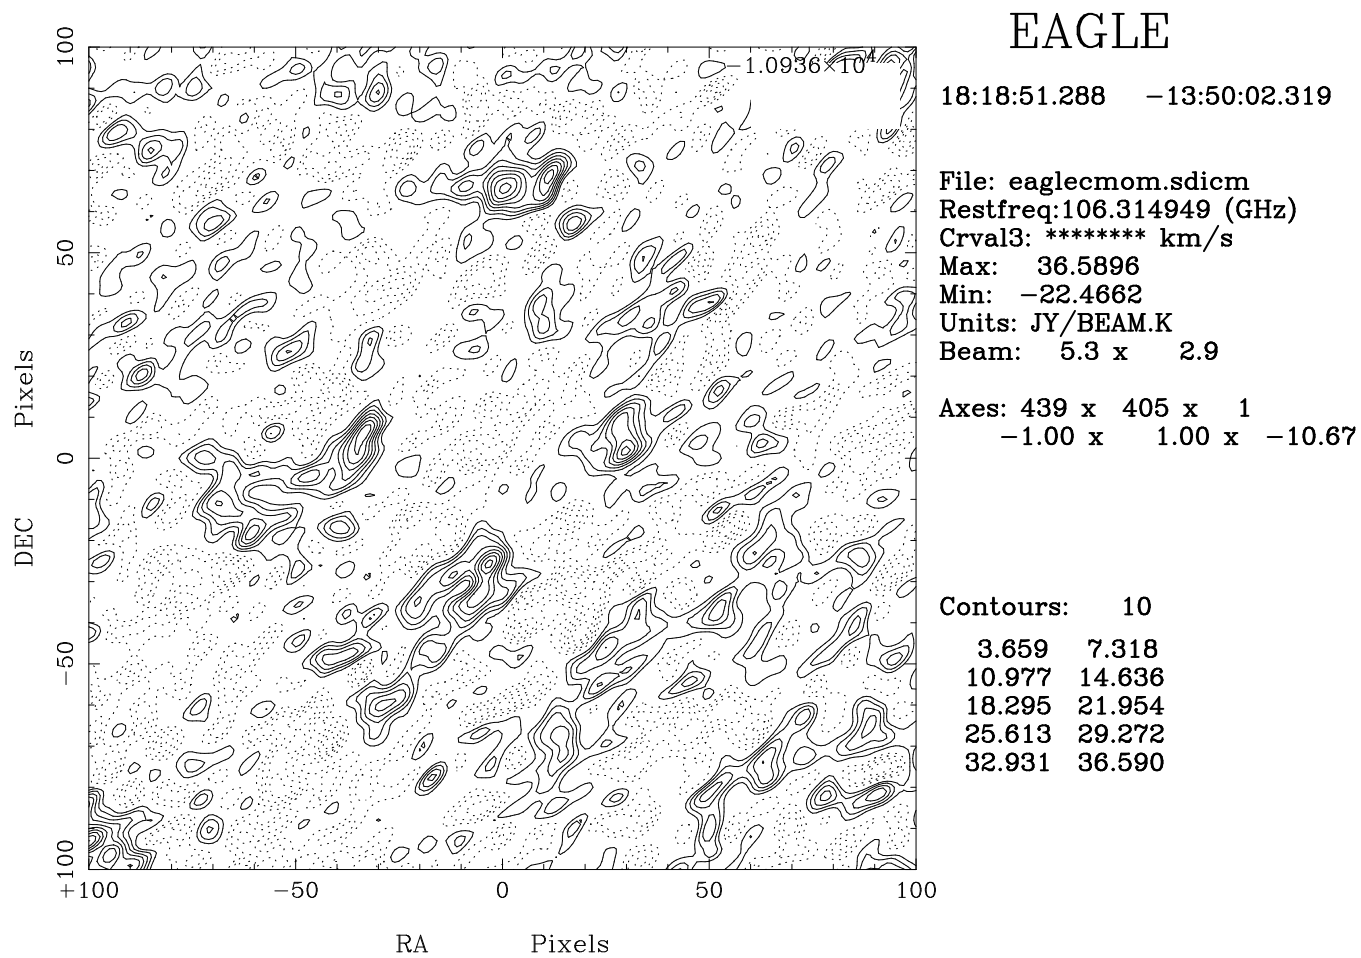 EAGLE
18:18:51.288 −13:50:02.319
File: eaglecmom.sdicm
Restfreq:106.314949 (GHz)
Crval3: ******** km/s
Max: 36.5896
Min: −22.4662
Units: JY/BEAM.K
Beam: 5.3 x 2.9
Axes: 439 x 405 x 1
−1.00 x 1.00 x −10.67
Contours: 10
3.659 7.318
10.977 14.636
18.295 21.954
25.613 29.272
32.931 36.590
−1.0936×10⁴
100
50
0
−50
100
DEC Pixels
+100 −50 0 50 100
RA Pixels